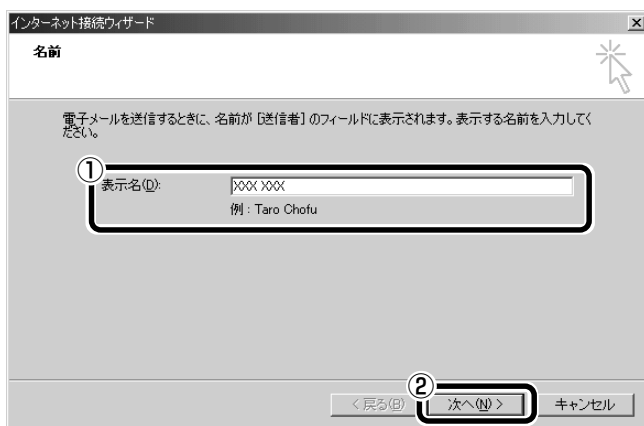 インターネット接続ウィザード
名前
電子メールを送信するときに、名前が [送信者] のフィールドに表示されます。表示する名前を入力してく
ださい。
①
表示名(D): XXX XXX
例 : Taro Chofu
②
< 戻る(B) 次へ(N) > キャンセル